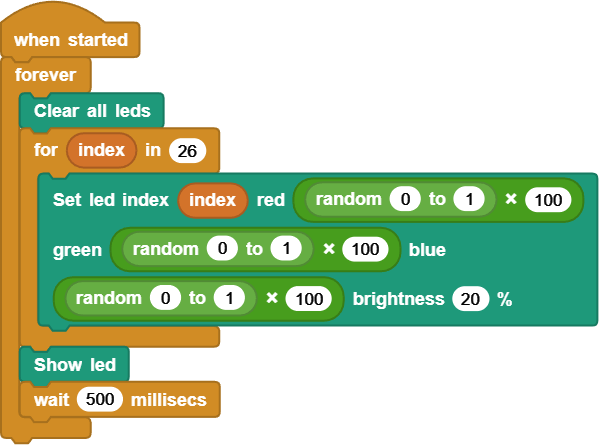 when started
forever
Clear all leds
for index in 26
Set led index index red random 0 to 1 × 100
green random 0 to 1 × 100 blue
random 0 to 1 × 100 brightness 20 %
Show led
wait 500 millisecs